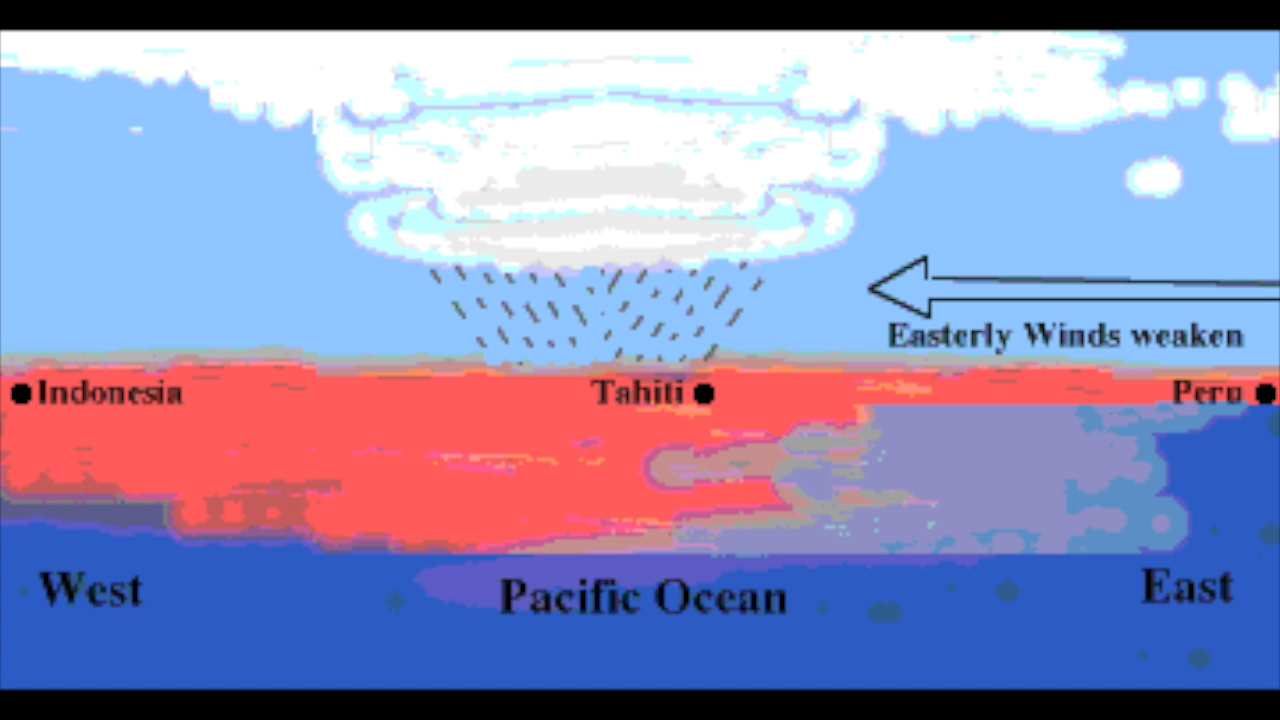 Easterly Winds weaken
Indonesia
Tahiti
Peru
West
Pacific Ocean
East